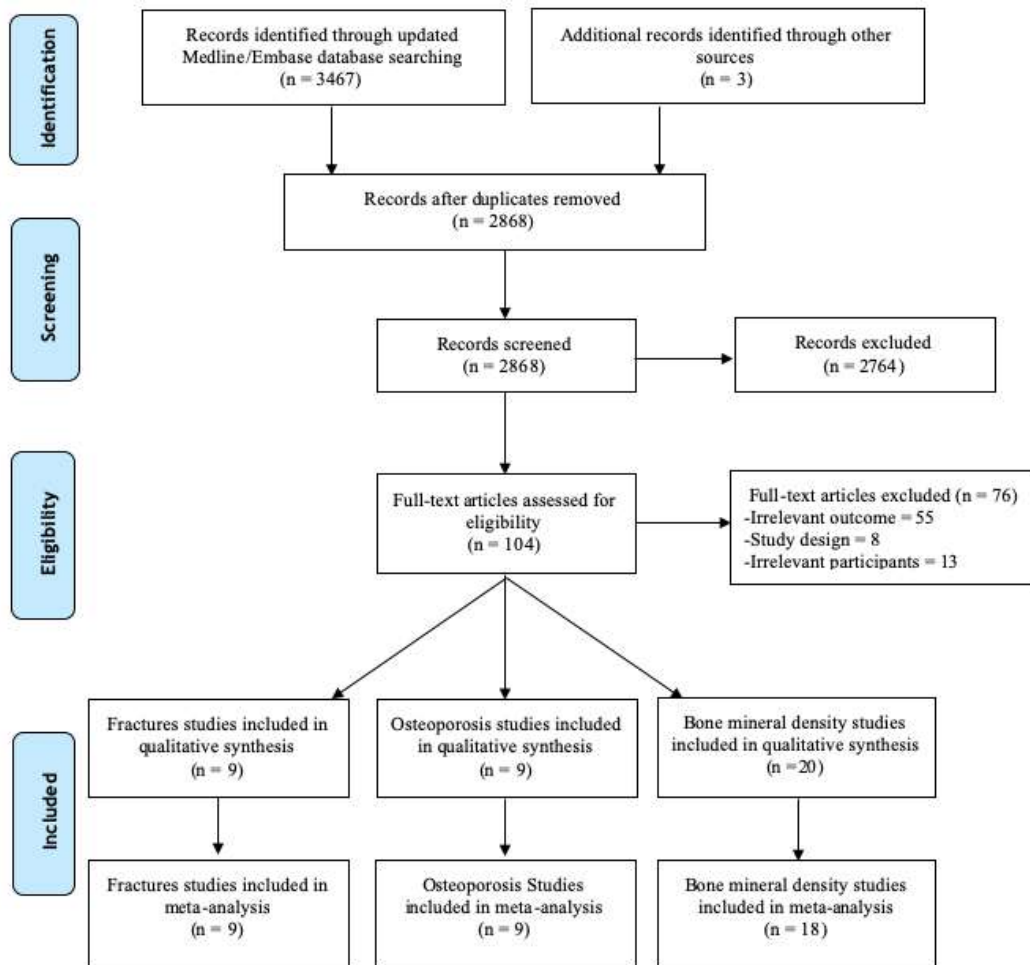 Identification
Records identified through updated
Medline/Embase database searching
(n = 3467)
Additional records identified through other
sources
(n = 3)
Records after duplicates removed
(n = 2868)
Screening
Records screened
(n = 2868)
Records excluded
(n = 2764)
Eligibility
Full-text articles assessed for
eligibility
(n = 104)
Full-text articles excluded (n = 76)
-Irrelevant outcome = 55
-Study design = 8
-Irrelevant participants = 13
Included
Fractures studies included in
qualitative synthesis
(n = 9)
Osteoporosis studies included
in qualitative synthesis
(n = 9)
Bone mineral density studies
included in qualitative synthesis
(n =20)
Fractures studies included in
meta-analysis
(n = 9)
Osteoporosis Studies
included in meta-analysis
(n = 9)
Bone mineral density studies
included in meta-analysis
(n = 18)